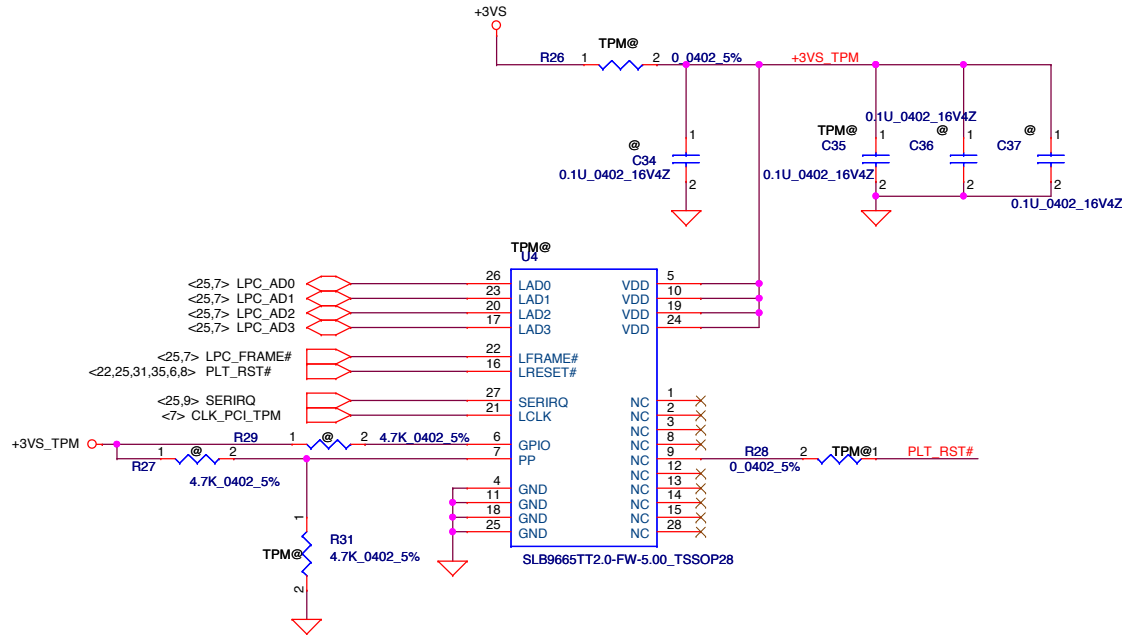 +3VS
R26 1 TPM@ 2 0_0402_5% +3VS_TPM
@ C34 0.1U_0402_16V4Z 1 2
TPM@ C35 0.1U_0402_16V4Z 1 2
0.1U_0402_16V4Z @ C36 1 2
@ C37 1 2 0.1U_0402_16V4Z
TPM@
U4
<25,7> LPC_AD0 26 LAD0 VDD 5
<25,7> LPC_AD1 23 LAD1 VDD 10
<25,7> LPC_AD2 20 LAD2 VDD 19
<25,7> LPC_AD3 17 LAD3 VDD 24
<25,7> LPC_FRAME# 22 LFRAME#
<22,25,31,35,6,8> PLT_RST# 16 LRESET#
<25,9> SERIRQ 27 SERIRQ NC 1
<7> CLK_PCI_TPM 21 LCLK NC 2
NC 3
+3VS_TPM R29 1 @ 2 4.7K_0402_5% 6 GPIO NC 8
R27 1 @ 2 4.7K_0402_5% 7 PP NC 9 R28 0_0402_5% 2 TPM@ 1 PLT_RST#
NC 12
4 GND NC 13
11 GND NC 14
18 GND NC 15
25 GND NC 28
1 R31
TPM@ 4.7K_0402_5%
2
SLB9665TT2.0-FW-5.00_TSSOP28